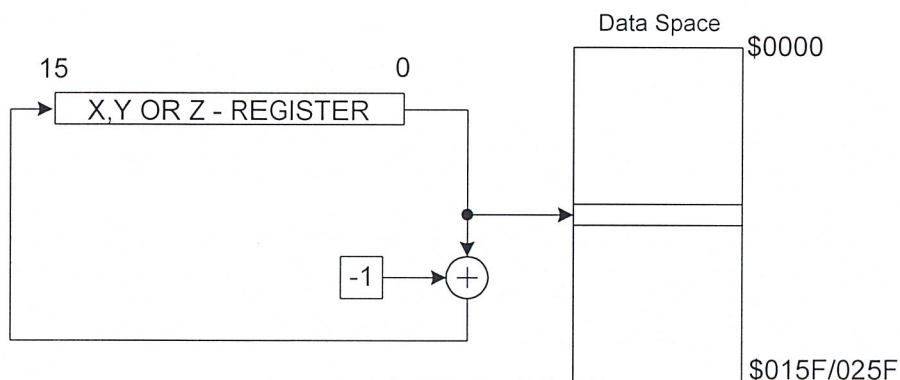 Data Space
$0000
15
0
X,Y OR Z - REGISTER
-1
+
$015F/025F